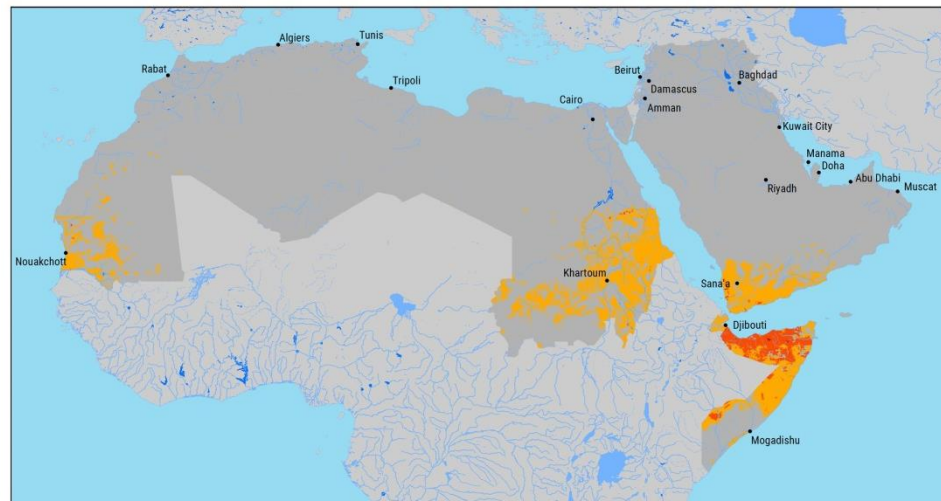 Algiers
Tunis
Rabat
Tripoli
Beirut
Baghdad
Damascus
Amman
Cairo
Kuwait City
Manama
Doha
Abu Dhabi
Riyadh
Muscat
Nouakchott
Khartoum
Sana'a
Djibouti
Mogadishu